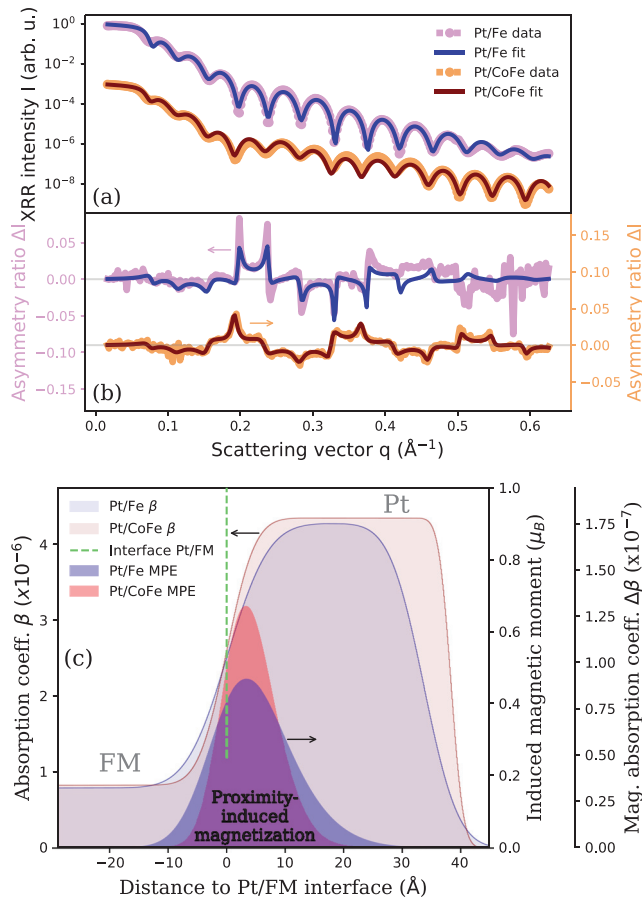 XRR intensity I (arb. u.)
10⁰
10⁻²
10⁻⁴
10⁻⁶
10⁻⁸
Pt/Fe data
Pt/Fe fit
Pt/CoFe data
Pt/CoFe fit
(a)
Asymmetry ratio ΔI
0.05
0.00
−0.05
−0.10
−0.15
(b)
0.15
0.10
0.05
0.00
−0.05
Asymmetry ratio ΔI
0.0 0.1 0.2 0.3 0.4 0.5 0.6
Scattering vector q (Å⁻¹)
Absorption coeff. β (x10⁻⁶)
4
3
2
1
0
Pt/Fe β
Pt/CoFe β
Interface Pt/FM
Pt/Fe MPE
Pt/CoFe MPE
Pt
(c)
FM
Proximity-
induced
magnetization
1.0
0.8
0.6
0.4
0.2
0.0
Induced magnetic moment (μB)
1.75
1.50
1.25
1.00
0.75
0.50
0.25
0.00
Mag. absorption coeff. Δβ (x10⁻⁷)
−20 −10 0 10 20 30 40
Distance to Pt/FM interface (Å)